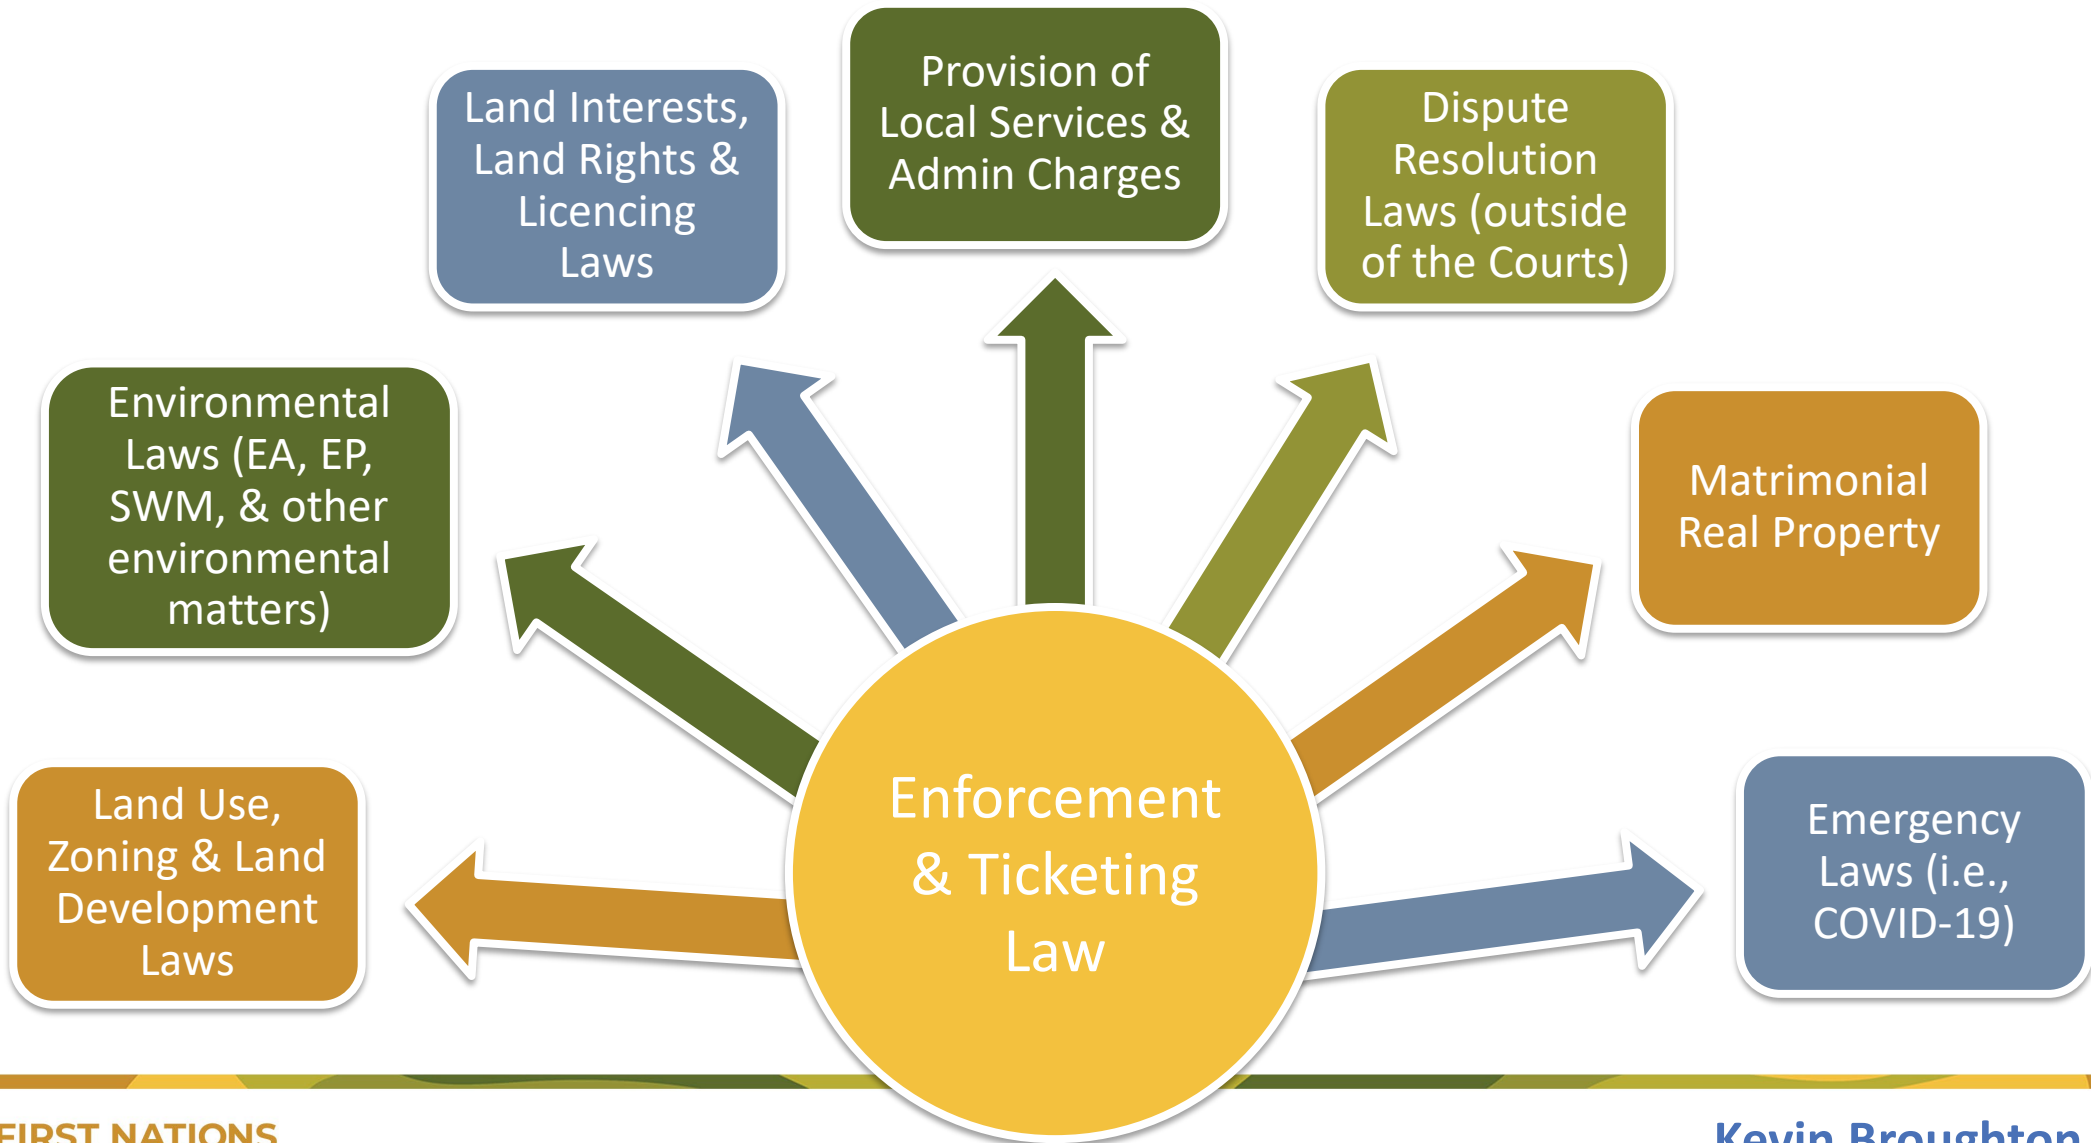 Provision of
Local Services &
Admin Charges
Land Interests,
Land Rights &
Licencing
Laws
Dispute
Resolution
Laws (outside
of the Courts)
Environmental
Laws (EA, EP,
SWM, & other
environmental
matters)
Matrimonial
Real Property
Land Use,
Zoning & Land
Development
Laws
Enforcement
& Ticketing
Law
Emergency
Laws (i.e.,
COVID-19)
FIRST NATIONS
Kevin Broughton